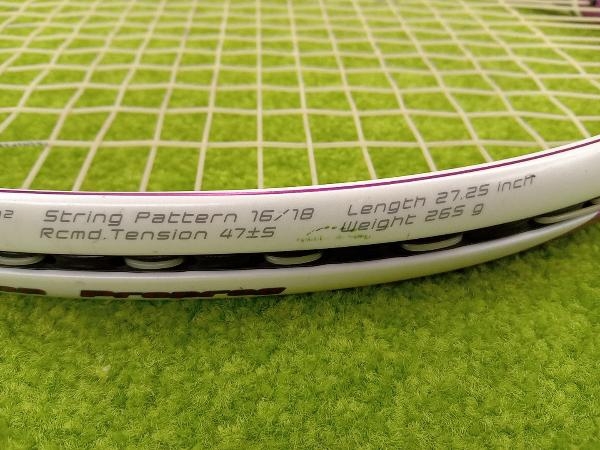 String Pattern 16/18
Rcmd.Tension 47±5
Length 27.25 inch
Weight 265 g